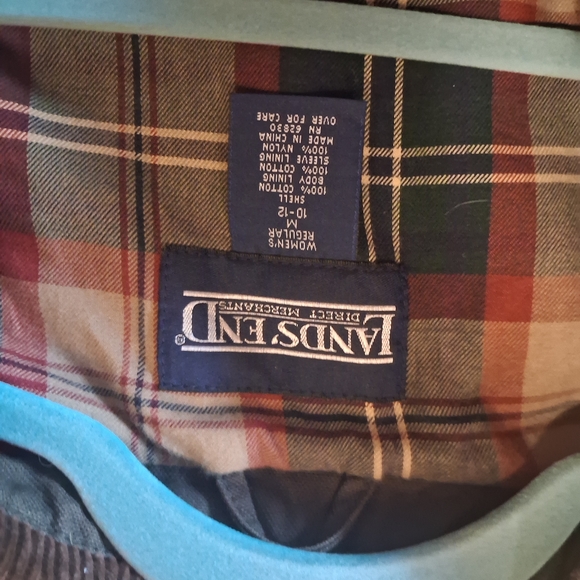 LANDS' END®
DIRECT MERCHANTS
WOMEN'S
REGULAR
M
10-12
SHELL
100% COTTON
BODY LINING
100% COTTON
SLEEVE LINING
100% NYLON
MADE IN CHINA
RN 62830
OVER FOR CARE